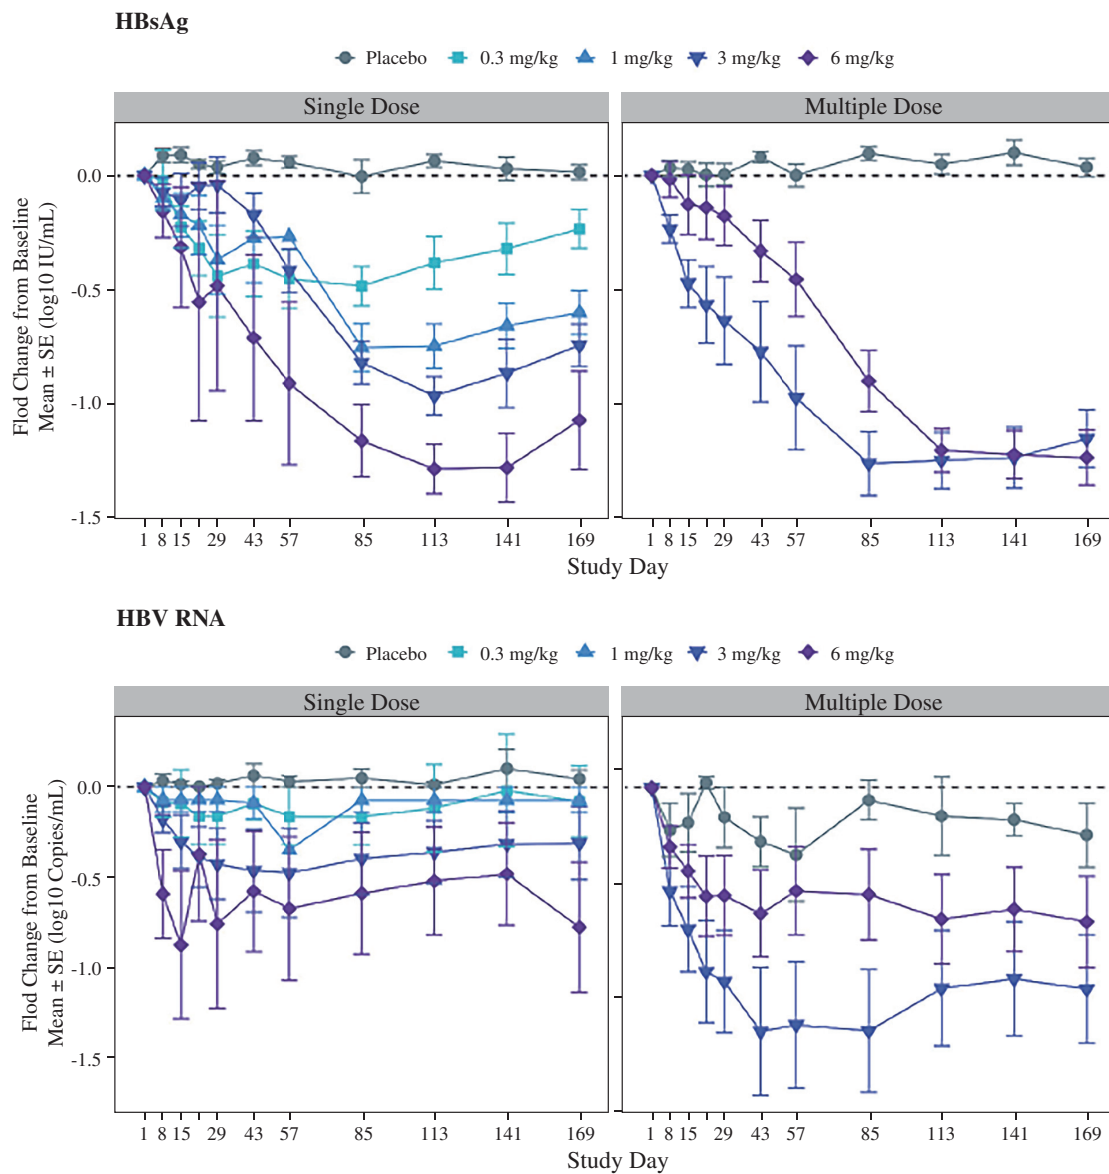 HBsAg
Placebo 0.3 mg/kg 1 mg/kg 3 mg/kg 6 mg/kg
Single Dose Multiple Dose
Flod Change from Baseline
Mean ± SE (log10 IU/mL)
0.0
-0.5
-1.0
-1.5
1 8 15 29 43 57 85 113 141 169 1 8 15 29 43 57 85 113 141 169
Study Day
HBV RNA
Placebo 0.3 mg/kg 1 mg/kg 3 mg/kg 6 mg/kg
Single Dose Multiple Dose
Flod Change from Baseline
Mean ± SE (log10 Copies/mL)
0.0
-0.5
-1.0
-1.5
1 8 15 29 43 57 85 113 141 169 1 8 15 29 43 57 85 113 141 169
Study Day